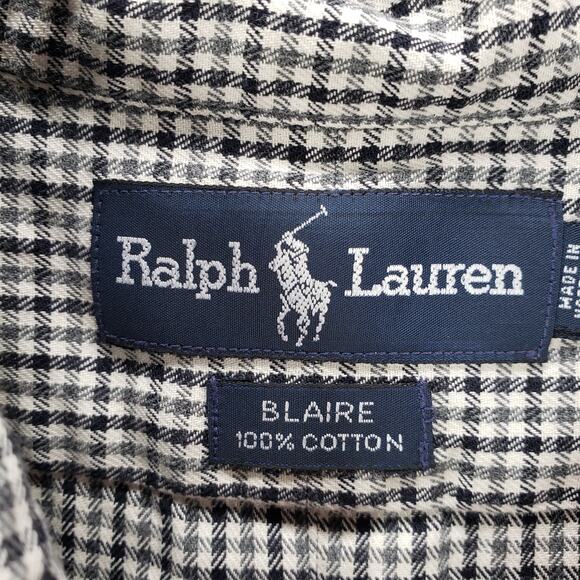 Ralph Lauren
MADE IN
BLAIRE
100% COTTON